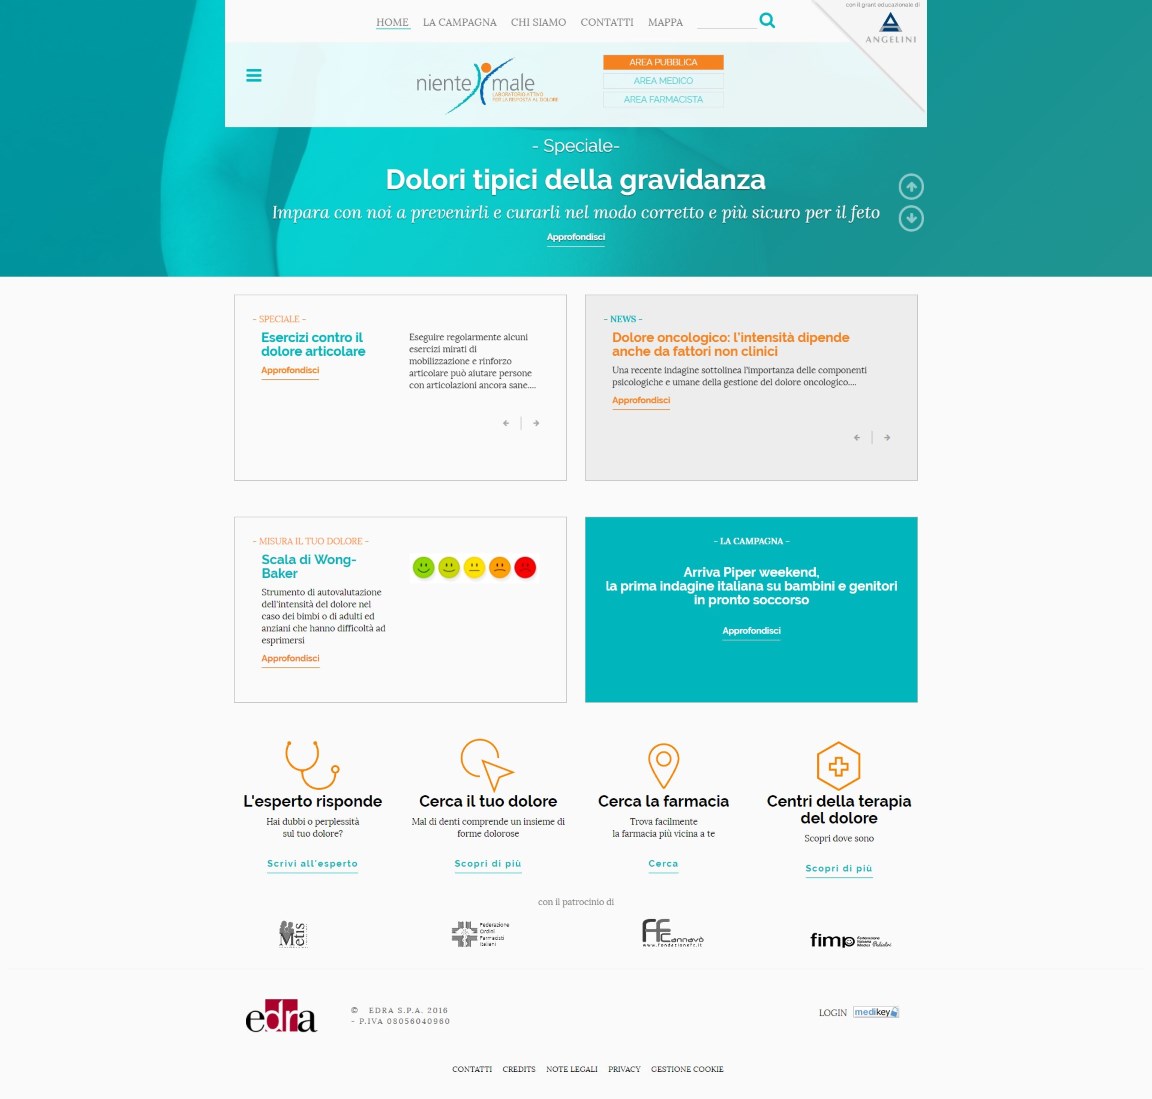 con il grant educazionale di
ANGELINI
HOME LA CAMPAGNA CHI SIAMO CONTATTI MAPPA
niente male
LABORATORIO ATTIVO
PER LA RISPOSTA AL DOLORE
AREA PUBBLICA
AREA MEDICO
AREA FARMACISTA
- Speciale-
Dolori tipici della gravidanza
Impara con noi a prevenirli e curarli nel modo corretto e più sicuro per il feto
Approfondisci
- SPECIALE -
Esercizi contro il
dolore articolare
Approfondisci
Eseguire regolarmente alcuni
esercizi mirati di
mobilizzazione e rinforzo
articolare può aiutare persone
con articolazioni ancora sane....
- NEWS -
Dolore oncologico: l'intensità dipende
anche da fattori non clinici
Una recente indagine sottolinea l'importanza delle componenti
psicologiche e umane della gestione del dolore oncologico....
Approfondisci
- MISURA IL TUO DOLORE -
Scala di Wong-
Baker
Strumento di autovalutazione
dell'intensità del dolore nel
caso dei bimbi o di adulti ed
anziani che hanno difficoltà ad
esprimersi
Approfondisci
- LA CAMPAGNA -
Arriva Piper weekend,
la prima indagine italiana su bambini e genitori
in pronto soccorso
Approfondisci
L'esperto risponde
Hai dubbi o perplessità
sul tuo dolore?
Scrivi all'esperto
Cerca il tuo dolore
Mal di denti comprende un insieme di
forme dolorose
Scopri di più
Cerca la farmacia
Trova facilmente
la farmacia più vicina a te
Cerca
Centri della terapia
del dolore
Scopri dove sono
Scopri di più
con il patrocinio di
Metis
Federazione
Ordini
Farmacisti
Italiani
FFCannavò
www.fondazionefc.it
fimp
Federazione
Italiana
Medici Pediatri
edra
© EDRA S.P.A. 2016
- P.IVA 08056040960
LOGIN medikey
CONTATTI CREDITS NOTE LEGALI PRIVACY GESTIONE COOKIE